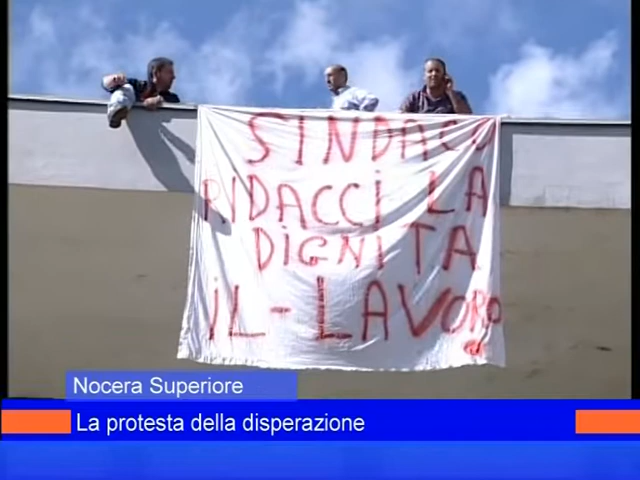 SINDACO
RIDACCI LA
DIGNITA
iL - LAVORO
!
Nocera Superiore
La protesta della disperazione